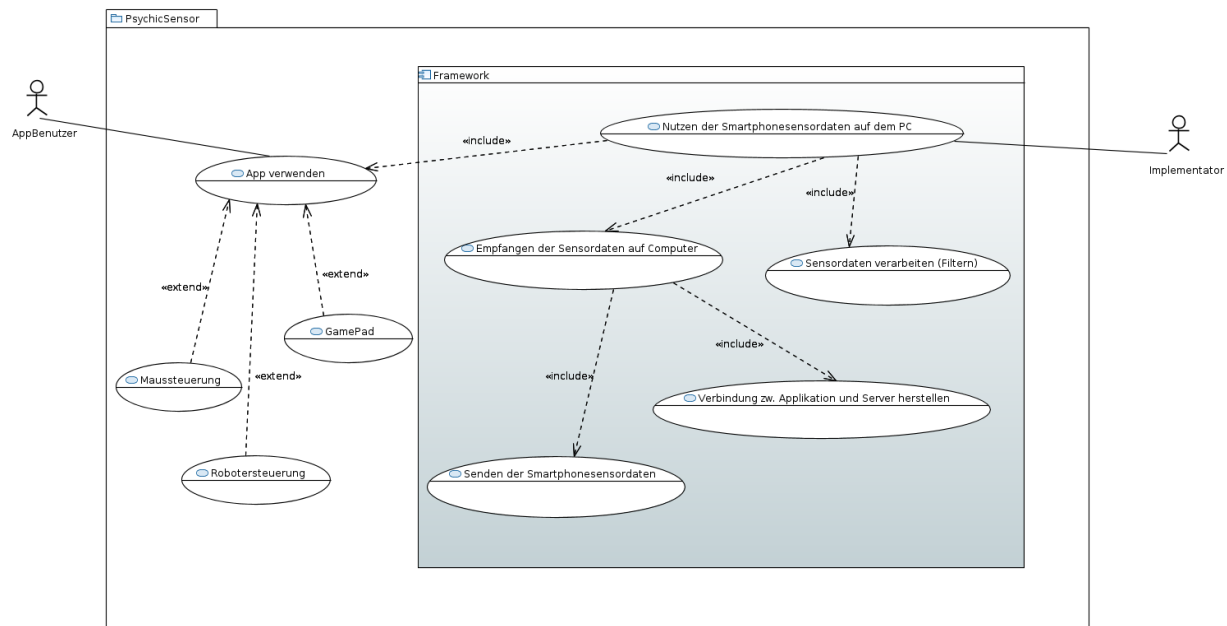 PsychicSensor
Framework
AppBenutzer
Nutzen der Smartphonesensordaten auf dem PC
«include»
Implementator
App verwenden
«include»
«include»
Empfangen der Sensordaten auf Computer
Sensordaten verarbeiten (Filtern)
«extend»
«extend»
GamePad
«include»
Maussteuerung
«extend»
«include»
Verbindung zw. Applikation und Server herstellen
Robotersteuerung
Senden der Smartphonesensordaten